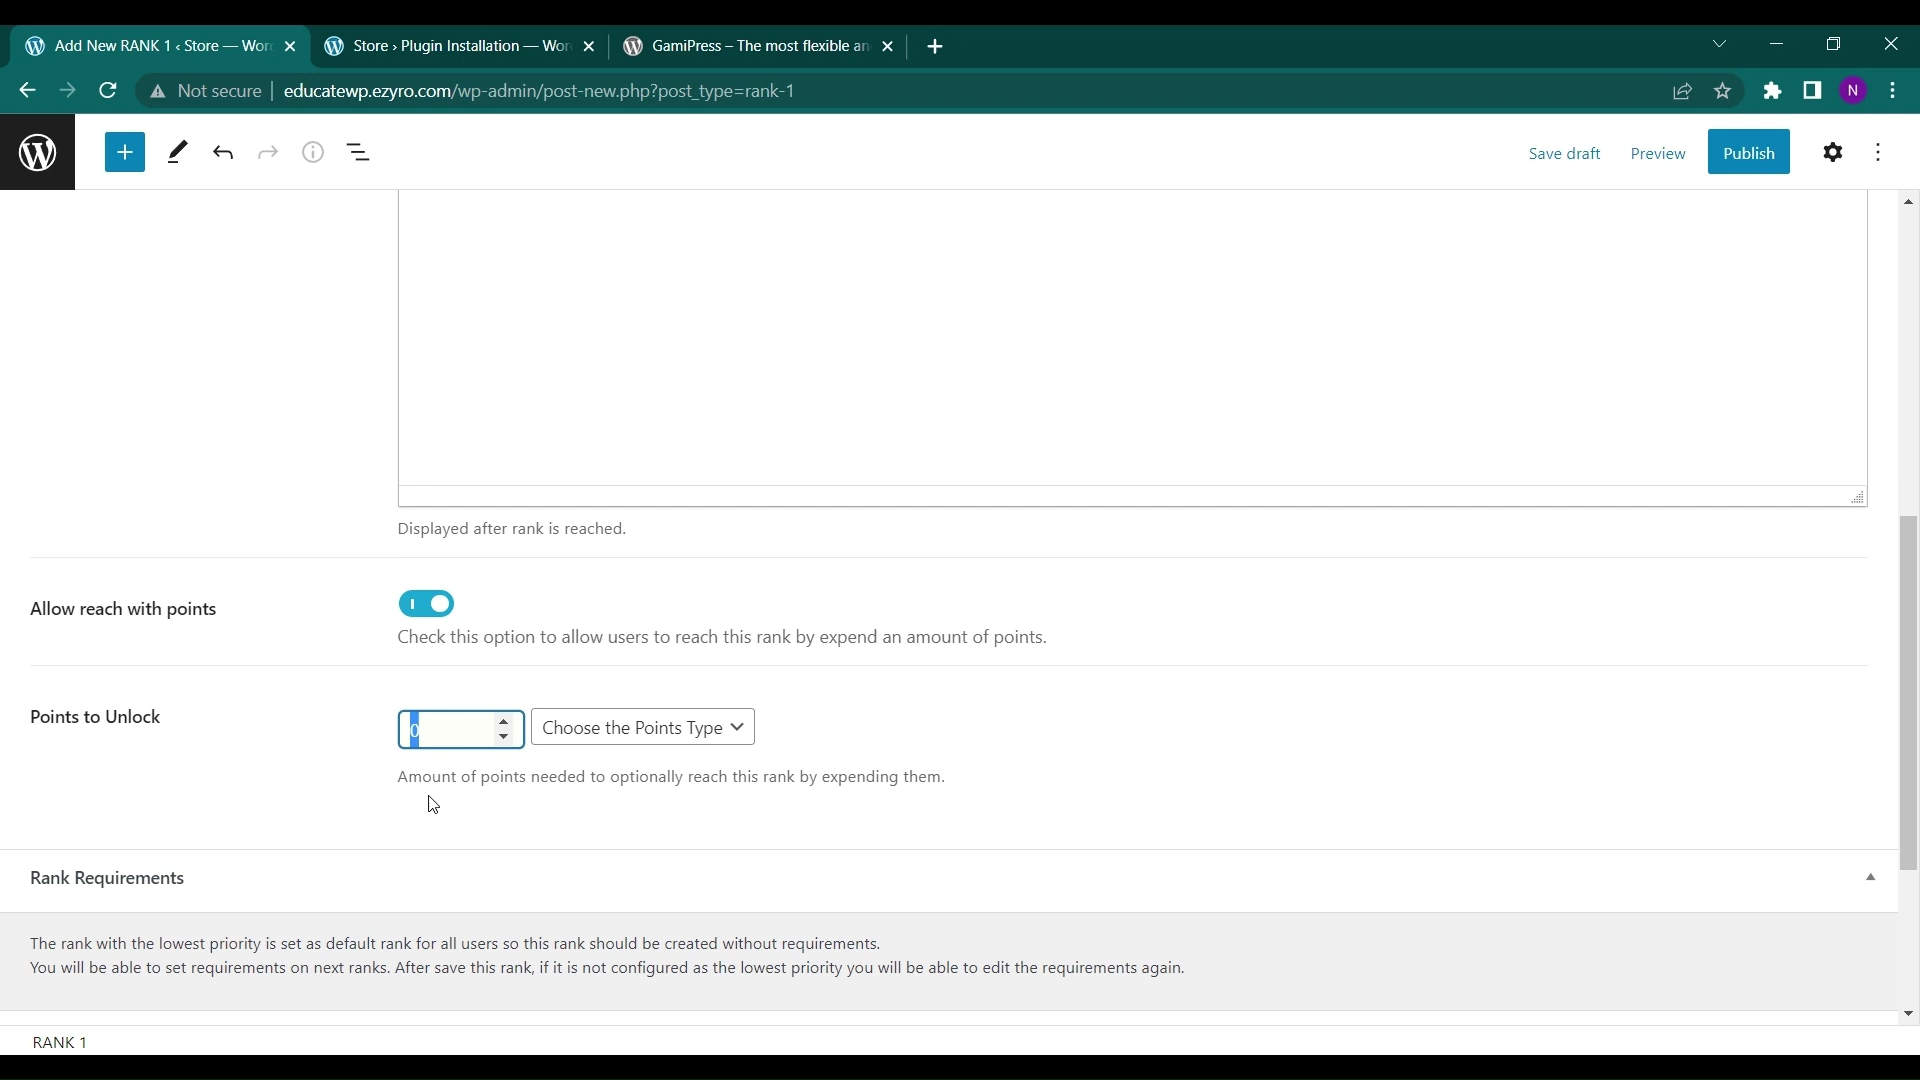 Add New RANK 1 ‹ Store — Wor
Store › Plugin Installation — Wor
GamiPress – The most flexible an
Not secure
educatewp.ezyro.com/wp-admin/post-new.php?post_type=rank-1
N
Save draft
Preview
Publish
Displayed after rank is reached.
Allow reach with points
Check this option to allow users to reach this rank by expend an amount of points.
Points to Unlock
0
Choose the Points Type
Amount of points needed to optionally reach this rank by expending them.
Rank Requirements
The rank with the lowest priority is set as default rank for all users so this rank should be created without requirements.
You will be able to set requirements on next ranks. After save this rank, if it is not configured as the lowest priority you will be able to edit the requirements again.
RANK 1